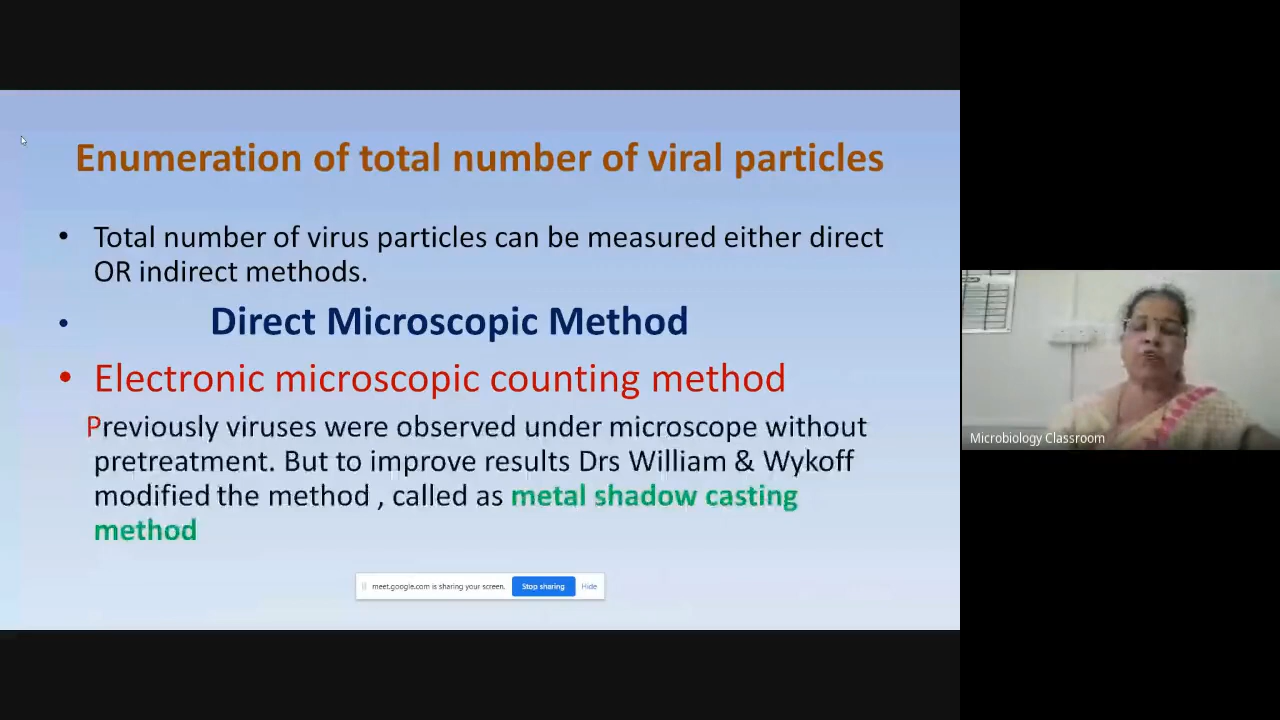 Enumeration of total number of viral particles
• Total number of virus particles can be measured either direct
OR indirect methods.
• Direct Microscopic Method
• Electronic microscopic counting method
Previously viruses were observed under microscope without
pretreatment. But to improve results Drs William & Wykoff
modified the method , called as metal shadow casting
method
meet.google.com is sharing your screen. Stop sharing Hide
Microbiology Classroom